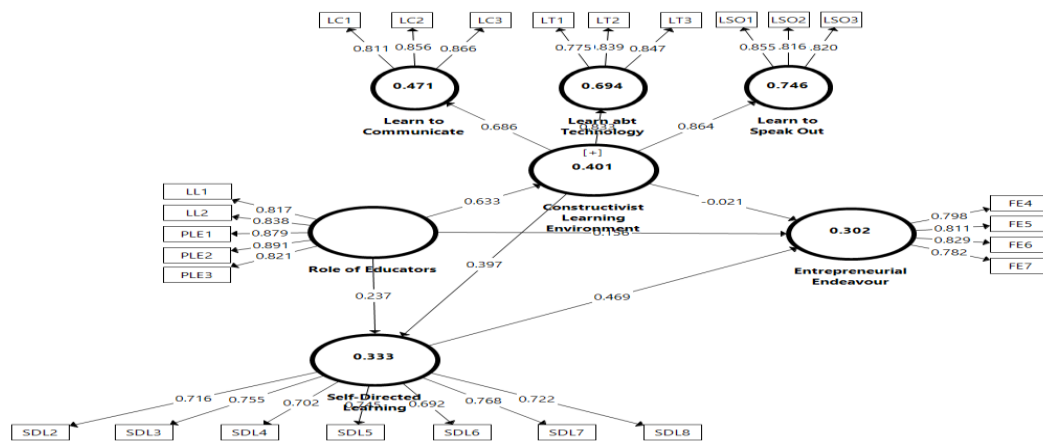 LC1 LC2 LC3 LT1 LT2 LT3 LSO1 LSO2 LSO3
0.811 0.856 0.866 0.775 .839 0.847 0.855 .816 .820
0.471 0.694 0.746
Learn to Communicate
Learn abt Technology
Learn to Speak Out
0.686 0.833 0.864
[+]
0.401
Constructivist Learning Environment
LL1
LL2
PLE1
PLE2
PLE3
0.817
0.838
0.879
0.891
0.821
Role of Educators
0.633
-0.021
0.156
0.397
0.237
0.469
0.302
Entrepreneurial Endeavour
0.798
0.811
0.829
0.782
FE4
FE5
FE6
FE7
0.333
Self-Directed Learning
0.716 0.755 0.702 0.745 0.692 0.768 0.722
SDL2 SDL3 SDL4 SDL5 SDL6 SDL7 SDL8